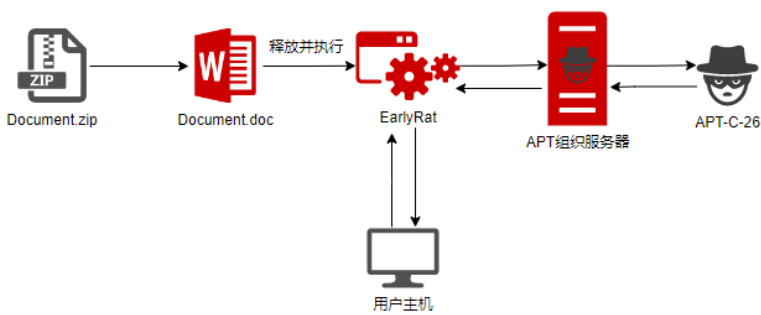 ZIP
W
Document.zip
Document.doc
释放并执行
EarlyRat
APT组织服务器
APT-C-26
用户主机